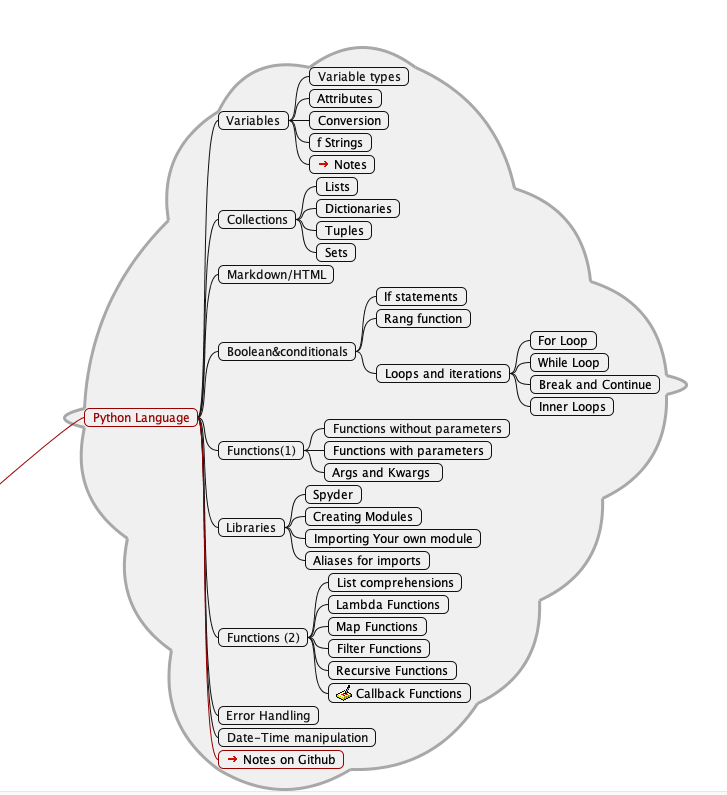 Variable types
Attributes
Variables
Conversion
f Strings
Notes
Lists
Collections
Dictionaries
Tuples
Sets
Markdown/HTML
If statements
Rang function
Boolean&conditionals
Loops and iterations
For Loop
While Loop
Break and Continue
Inner Loops
Python Language
Functions without parameters
Functions(1)
Functions with parameters
Args and Kwargs
Spyder
Creating Modules
Libraries
Importing Your own module
Aliases for imports
List comprehensions
Lambda Functions
Map Functions
Functions (2)
Filter Functions
Recursive Functions
Callback Functions
Error Handling
Date-Time manipulation
Notes on Github